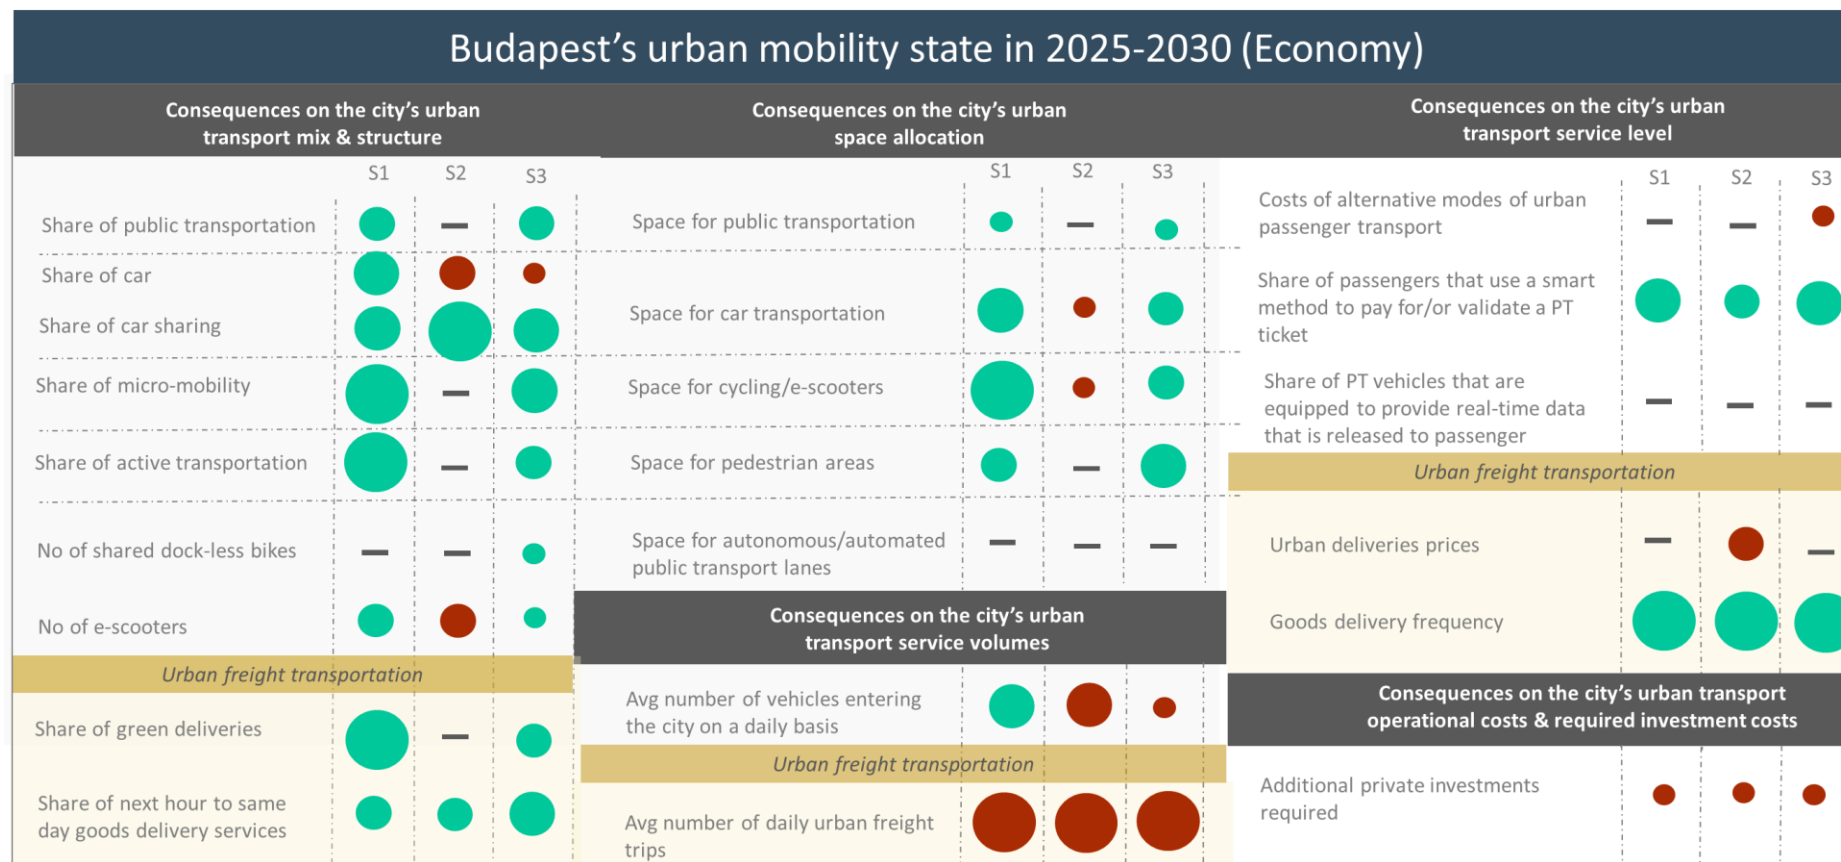 Budapest's urban mobility state in 2025-2030 (Economy)
Consequences on the city's urban
transport mix & structure
S1 S2 S3
Share of public transportation
Share of car
Share of car sharing
Share of micro-mobility
Share of active transportation
No of shared dock-less bikes
No of e-scooters
Urban freight transportation
Share of green deliveries
Share of next hour to same
day goods delivery services
Consequences on the city's urban
space allocation
S1 S2 S3
Space for public transportation
Space for car transportation
Space for cycling/e-scooters
Space for pedestrian areas
Space for autonomous/automated
public transport lanes
Consequences on the city's urban
transport service volumes
Avg number of vehicles entering
the city on a daily basis
Urban freight transportation
Avg number of daily urban freight
trips
Consequences on the city's urban
transport service level
S1 S2 S3
Costs of alternative modes of urban
passenger transport
Share of passengers that use a smart
method to pay for/or validate a PT
ticket
Share of PT vehicles that are
equipped to provide real-time data
that is released to passenger
Urban freight transportation
Urban deliveries prices
Goods delivery frequency
Consequences on the city's urban transport
operational costs & required investment costs
Additional private investments
required